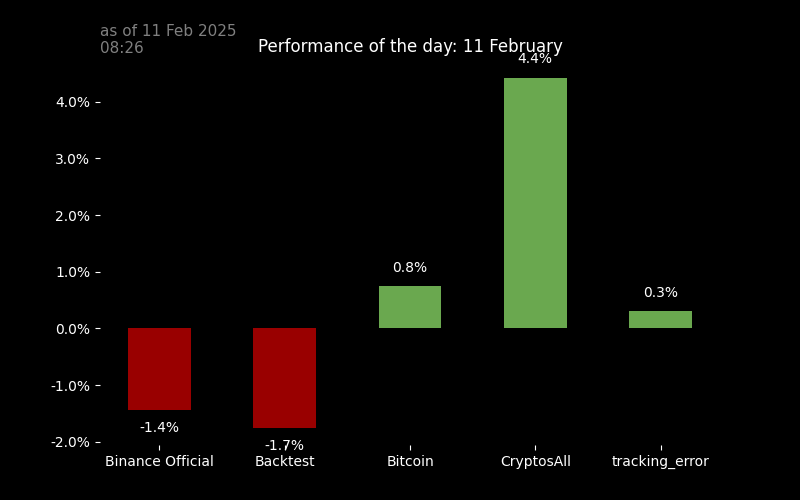 as of 11 Feb 2025
08:26
Performance of the day: 11 February
4.4%
4.0%
3.0%
2.0%
1.0%
0.8%
0.3%
0.0%
-1.0%
-1.4%
-2.0%
-1.7%
Binance Official
Backtest
Bitcoin
CryptosAll
tracking_error